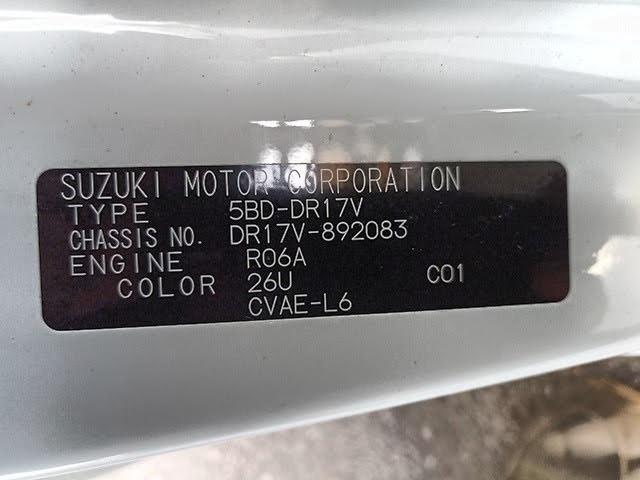 SUZUKI MOTOR CORPORATION
TYPE 5BD-DR17V
CHASSIS NO. DR17V-892083
ENGINE R06A
COLOR 26U C01
CVAE-L6